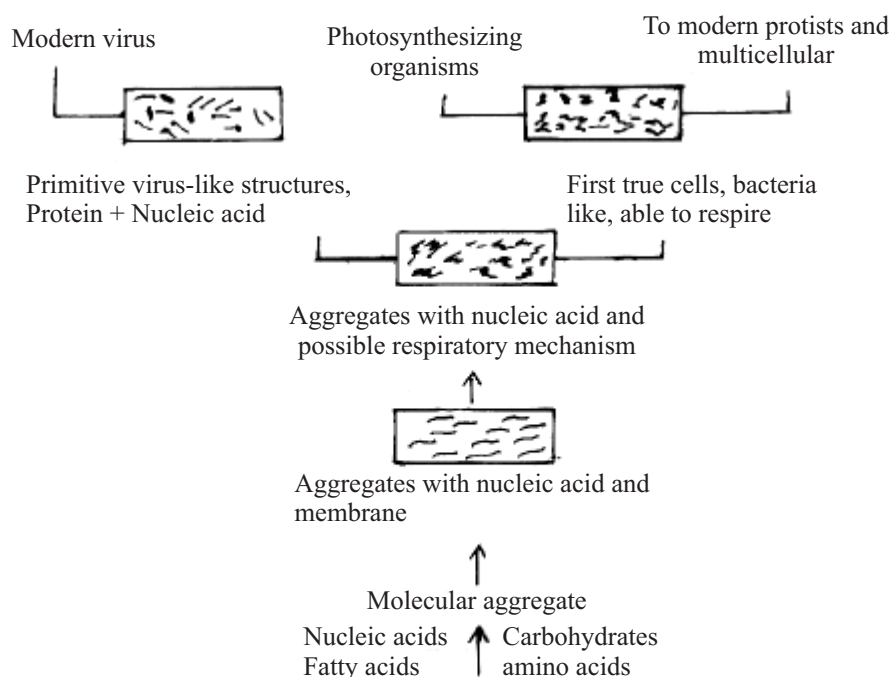 Modern virus
Photosynthesizing
organisms
To modern protists and
multicellular
Primitive virus-like structures,
Protein + Nucleic acid
First true cells, bacteria
like, able to respire
Aggregates with nucleic acid and
possible respiratory mechanism
Aggregates with nucleic acid and
membrane
Molecular aggregate
Nucleic acids
Fatty acids
Carbohydrates
amino acids